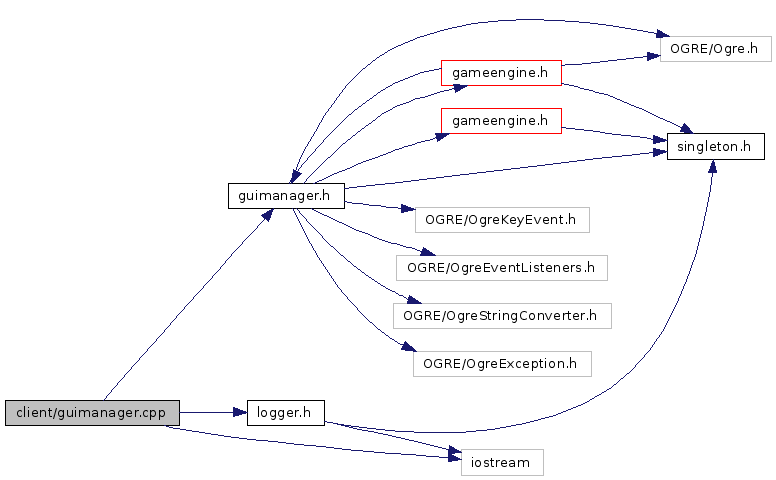 OGRE/Ogre.h
gameengine.h
gameengine.h
singleton.h
guimanager.h
OGRE/OgreKeyEvent.h
OGRE/OgreEventListeners.h
OGRE/OgreStringConverter.h
OGRE/OgreException.h
client/guimanager.cpp
logger.h
iostream